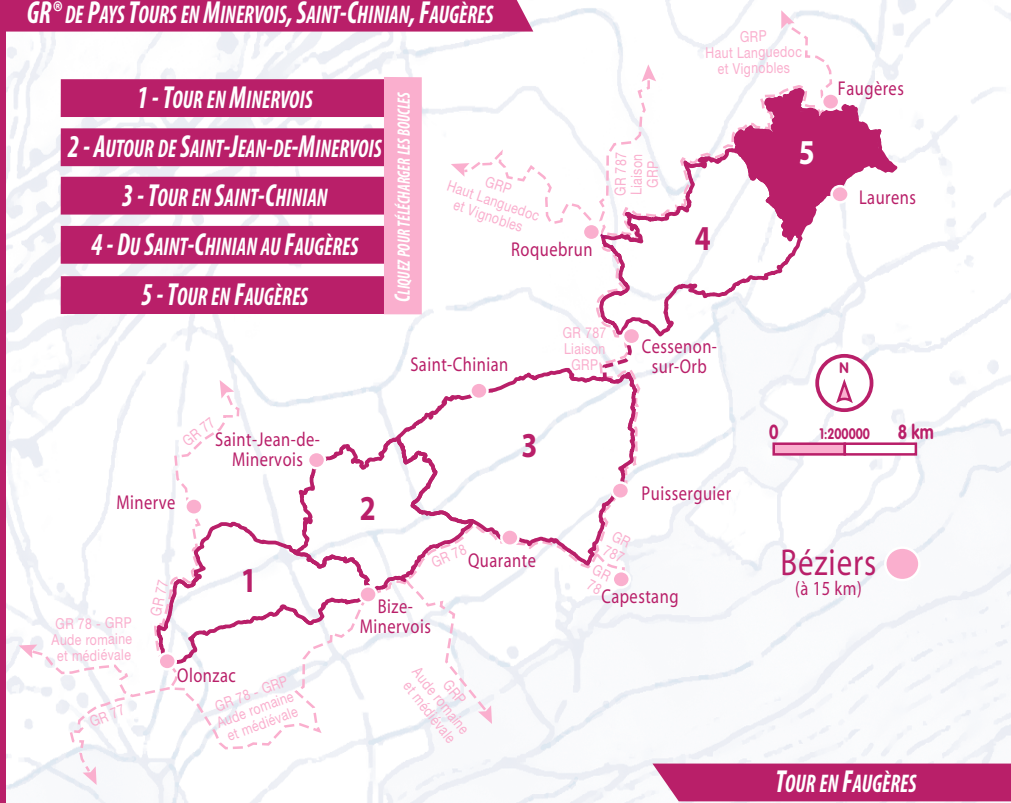 GR® DE PAYS TOURS EN MINERVOIS, SAINT-CHINIAN, FAUGÈRES
1 - TOUR EN MINERVOIS
2 - AUTOUR DE SAINT-JEAN-DE-MINERVOIS
3 - TOUR EN SAINT-CHINIAN
4 - DU SAINT-CHINIAN AU FAUGÈRES
5 - TOUR EN FAUGÈRES
CLIQUEZ POUR TÉLÉCHARGER LES BOUCLES
GRP
Haut Languedoc
et Vignobles
Faugères
5
Laurens
GR 787
Liaison
GRP
GRP
Haut Languedoc
et Vignobles
Roquebrun
4
GR 787
Liaison
GRP
Cessenon-
sur-Orb
Saint-Chinian
N
0
1:200000
8 km
GR 77
Saint-Jean-de-
Minervois
3
Minerve
2
Puisserguier
GR 78
Quarante
GR
787
GR
78
Capestang
Béziers
(à 15 km)
1
GR 77
Bize-
Minervois
GR 78 - GRP
Aude romaine
et médiévale
Olonzac
GR 77
GR 78 - GRP
Aude romaine
et médiévale
GRP
Aude romaine
et médiévale
TOUR EN FAUGÈRES